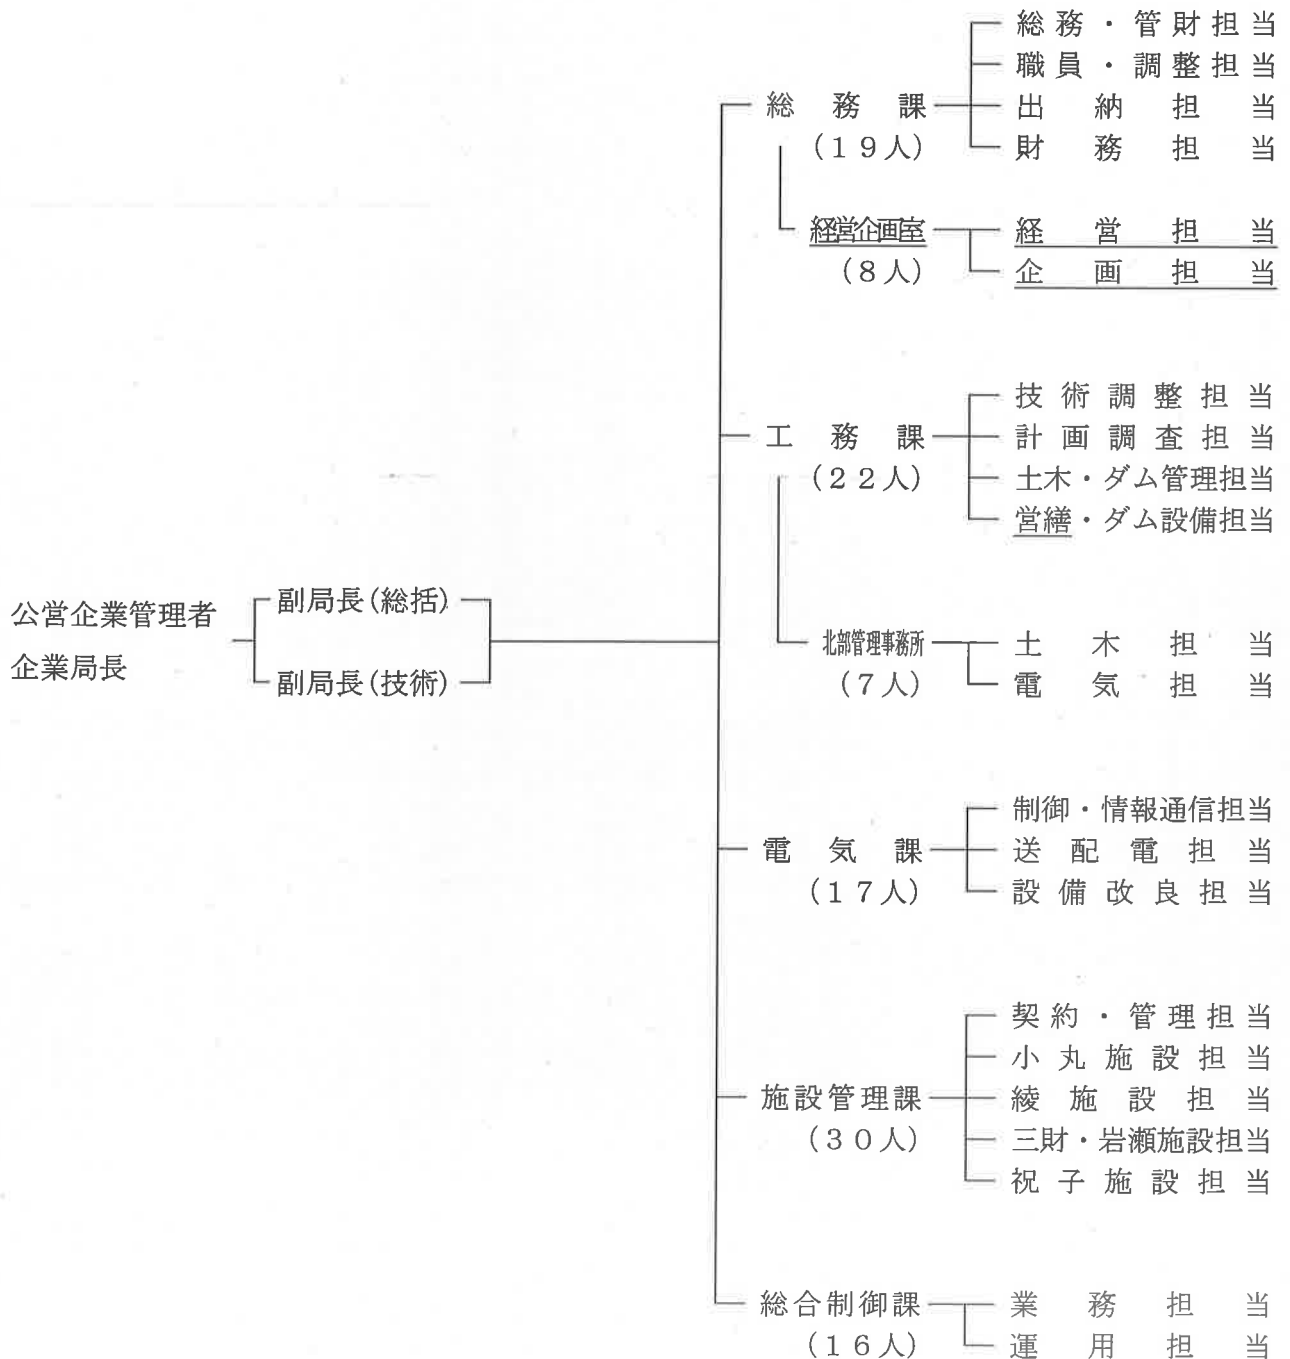 公営企業管理者
企業局長
副局長(総括)
副局長(技術)
総務課
(19人)
総務・管財担当
職員・調整担当
出納担当
財務担当
経営企画室
(8人)
経営担当
企画担当
工務課
(22人)
技術調整担当
計画調査担当
土木・ダム管理担当
営繕・ダム設備担当
北部管理事務所
(7人)
土木担当
電気担当
電気課
(17人)
制御・情報通信担当
送配電担当
設備改良担当
施設管理課
(30人)
契約・管理担当
小丸施設担当
綾施設担当
三財・岩瀬施設担当
祝子施設担当
総合制御課
(16人)
業務担当
運用担当